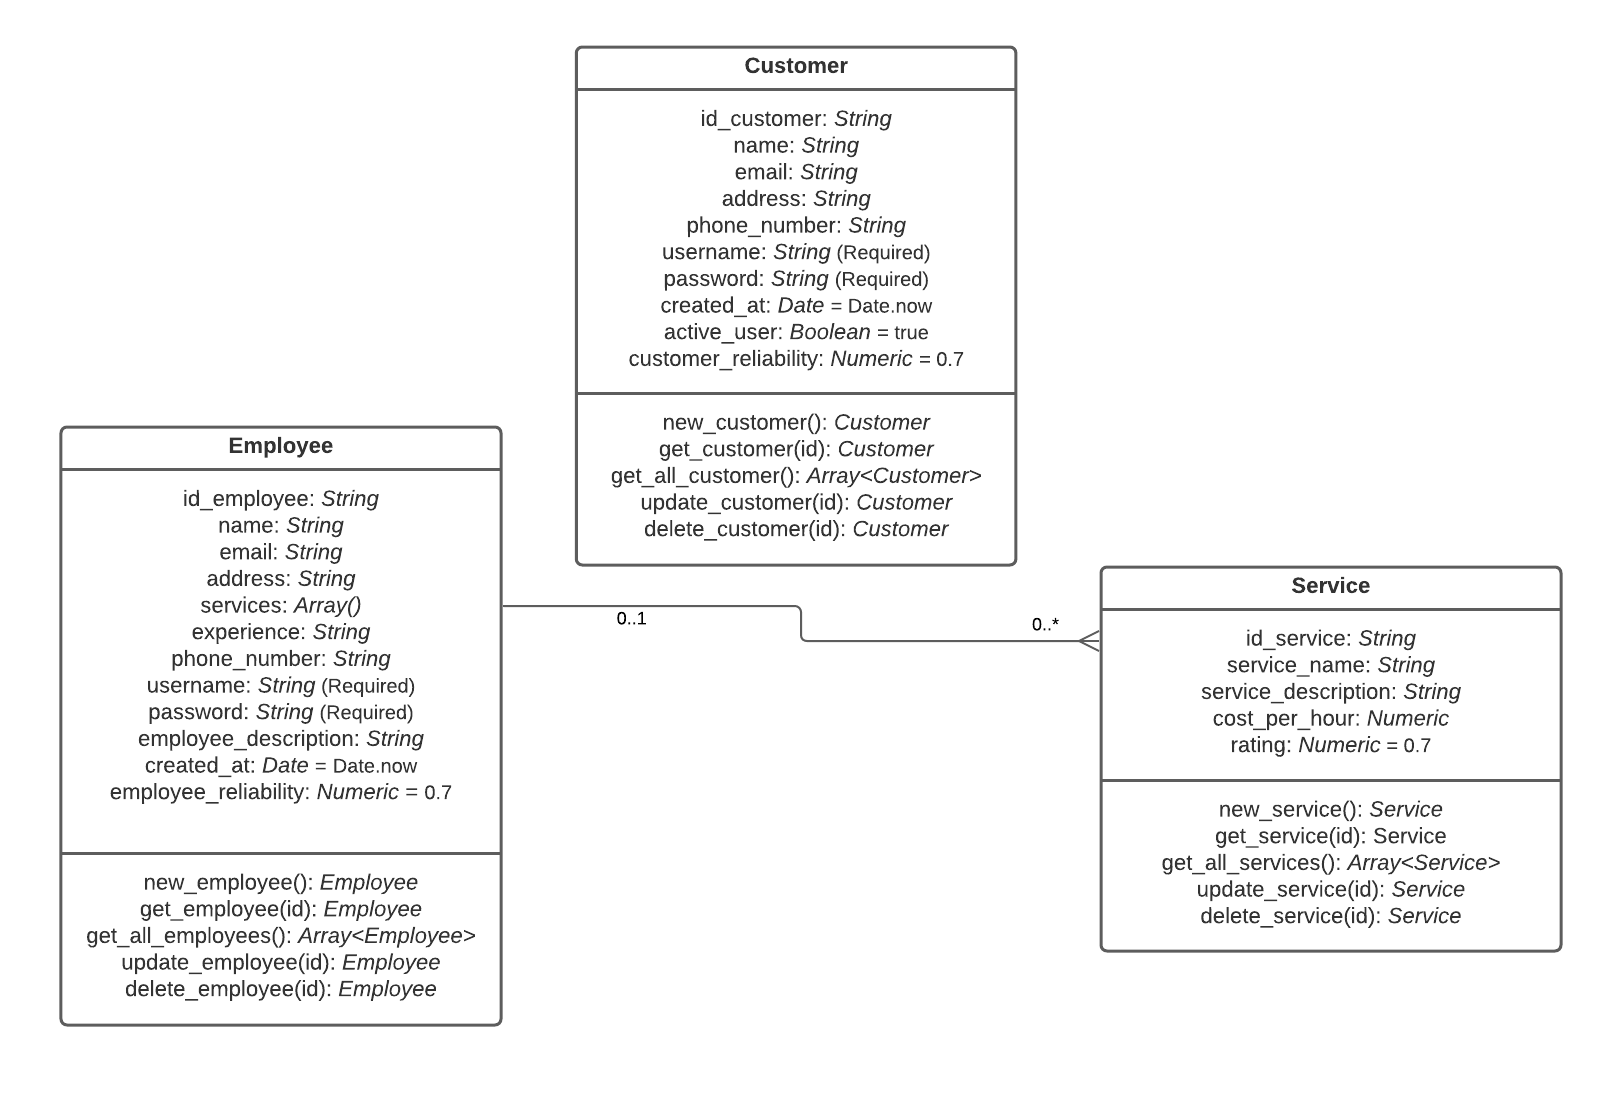 Customer
id_customer: String
name: String
email: String
address: String
phone_number: String
username: String (Required)
password: String (Required)
created_at: Date = Date.now
active_user: Boolean = true
customer_reliability: Numeric = 0.7
new_customer(): Customer
get_customer(id): Customer
get_all_customer(): Array<Customer>
update_customer(id): Customer
delete_customer(id): Customer
Employee
id_employee: String
name: String
email: String
address: String
services: Array()
experience: String
phone_number: String
username: String (Required)
password: String (Required)
employee_description: String
created_at: Date = Date.now
employee_reliability: Numeric = 0.7
new_employee(): Employee
get_employee(id): Employee
get_all_employees(): Array<Employee>
update_employee(id): Employee
delete_employee(id): Employee
0..1
0..*
Service
id_service: String
service_name: String
service_description: String
cost_per_hour: Numeric
rating: Numeric = 0.7
new_service(): Service
get_service(id): Service
get_all_services(): Array<Service>
update_service(id): Service
delete_service(id): Service